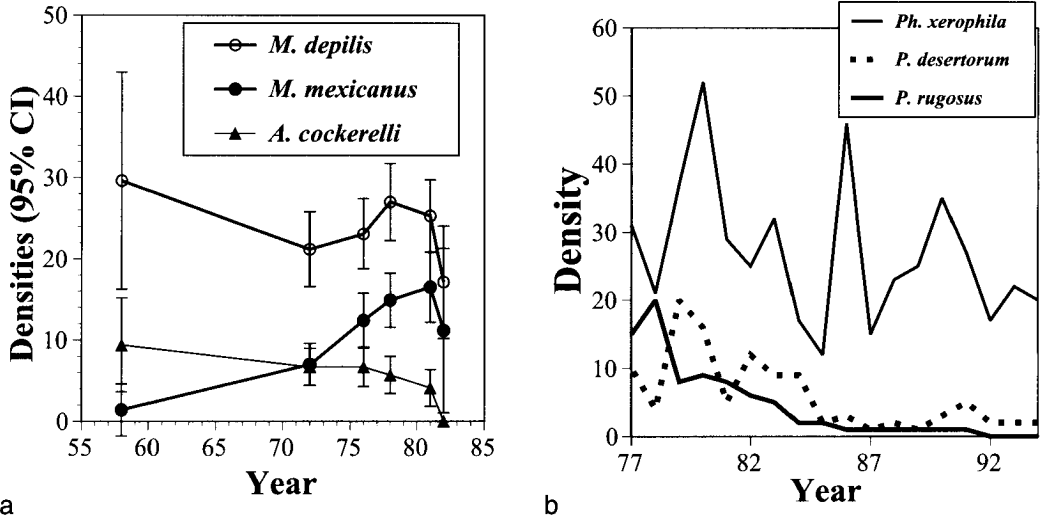 M. depilis
M. mexicanus
A. cockerelli
Densities (95% CI)
50
40
30
20
10
0
55 60 65 70 75 80 85
Year
a
Ph. xerophila
P. desertorum
P. rugosus
Density
60
50
40
30
20
10
0
77 82 87 92
Year
b